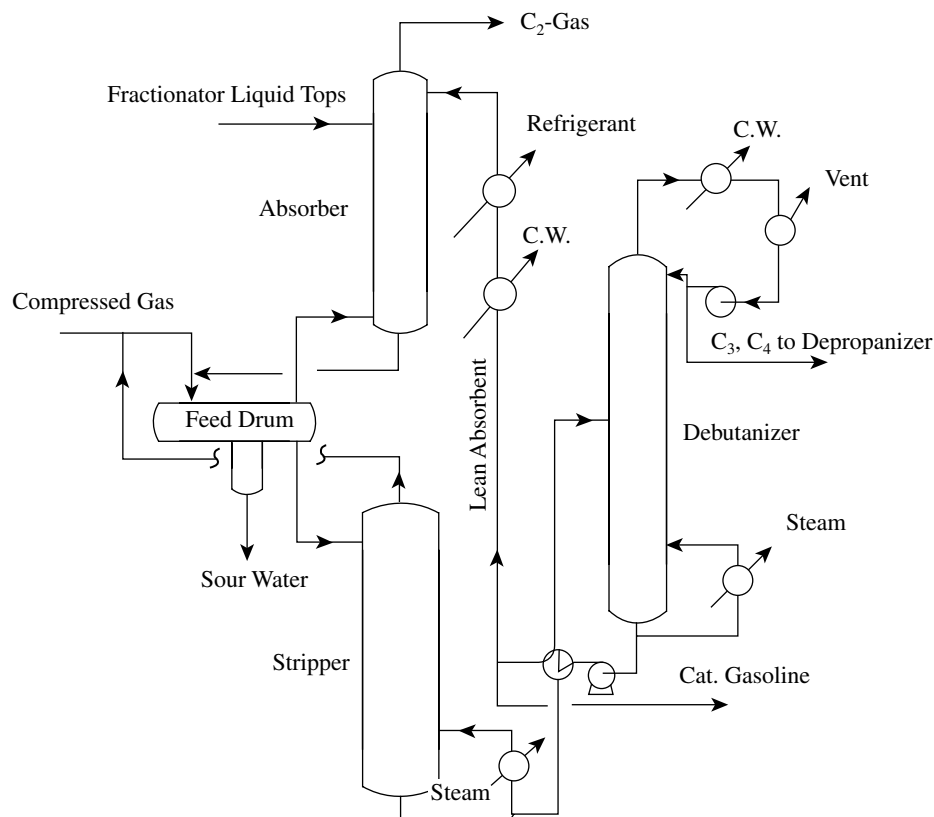 C₂-Gas
Fractionator Liquid Tops
Refrigerant
C.W.
Vent
Absorber
C.W.
Compressed Gas
C₃, C₄ to Depropanizer
Feed Drum
Debutanizer
Lean Absorbent
Steam
Sour Water
Stripper
Cat. Gasoline
Steam